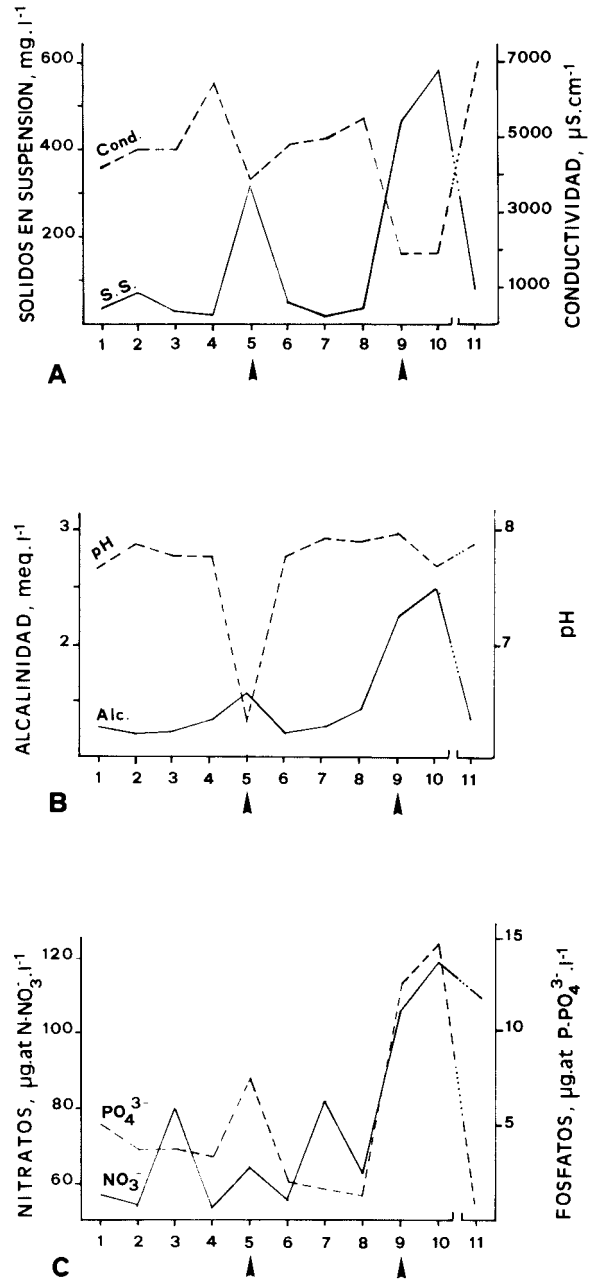 SOLIDOS EN SUSPENSION, mg.l-1
600
400
200
Cond.
S.S.
7000
5000
3000
1000
CONDUCTIVIDAD, µS.cm-1
1 2 3 4 5 6 7 8 9 10 11
A
ALCALINIDAD, meq.l-1
3
2
pH
Alc.
8
7
pH
1 2 3 4 5 6 7 8 9 10 11
B
NITRATOS, µg.at N-NO3-.l-1
120
100
80
60
PO4 3-
NO3-
15
10
5
FOSFATOS, µg.at P-PO4 3-.l-1
1 2 3 4 5 6 7 8 9 10 11
C